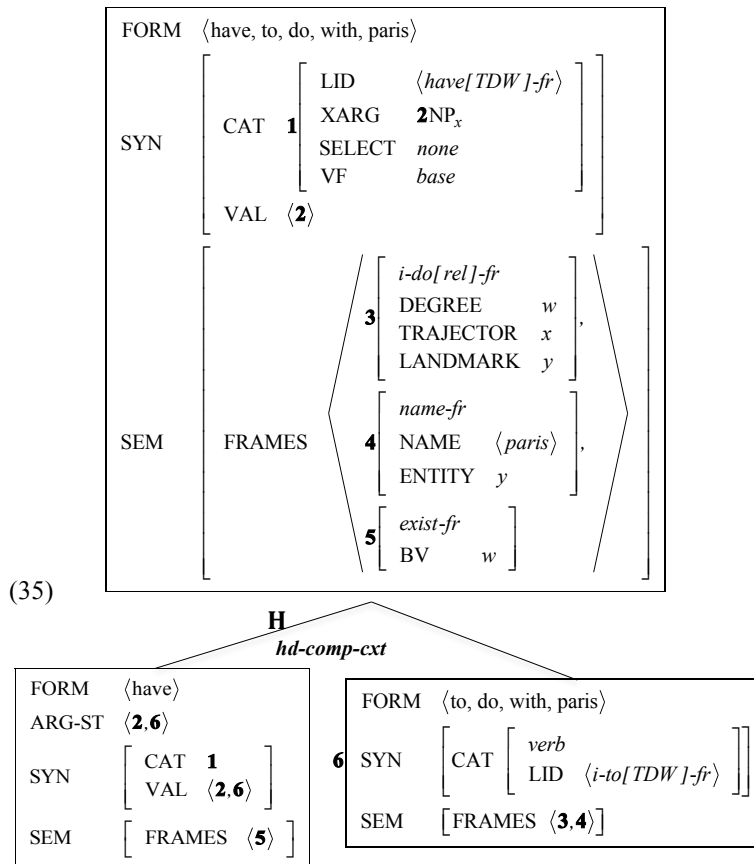 FORM ⟨have, to, do, with, paris⟩
LID ⟨have[TDW]-fr⟩
XARG 2NPx
SYN CAT 1
SELECT none
VF base
VAL ⟨2⟩
i-do[rel]-fr
3 DEGREE w
TRAJECTOR x ,
LANDMARK y
name-fr
SEM FRAMES 4 NAME ⟨paris⟩ ,
ENTITY y
exist-fr
5 BV w
(35)
H
hd-comp-cxt
FORM ⟨have⟩
ARG-ST ⟨2,6⟩
SYN CAT 1
VAL ⟨2,6⟩
SEM [ FRAMES ⟨5⟩ ]
FORM ⟨to, do, with, paris⟩
6 SYN CAT verb
LID ⟨i-to[TDW]-fr⟩
SEM [FRAMES ⟨3,4⟩]